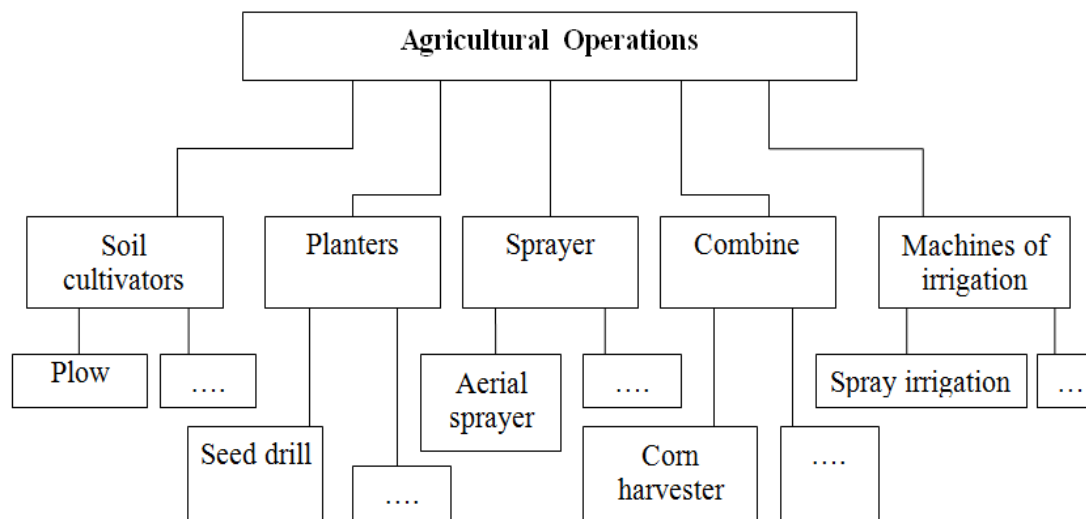 Agricultural Operations
Soil
cultivators
Planters
Sprayer
Combine
Machines of
irrigation
Plow
….
Aerial
sprayer
….
Spray irrigation
….
Seed drill
….
Corn
harvester
….